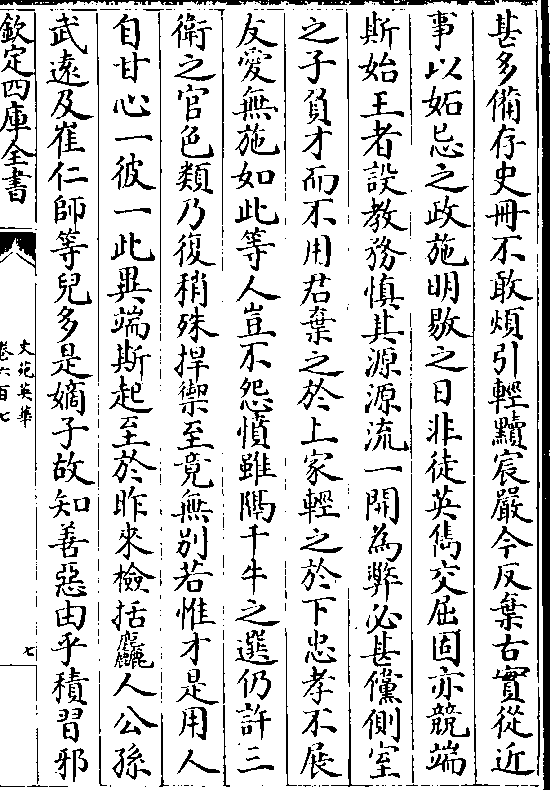 甚多備存史冊不敢煩引輕黷宸嚴今反棄古實從近
事以妬忌之政施明敭之日非徒英儁交屈固亦競端
斯始王者設教務慎其源源流一開為弊必甚儻側室
之子負才而不用君棄之於上家輕之於下忠孝不展
友愛無施如此等人豈不怨憤雖隔千牛之選仍許三
衛之官色類乃復稍殊捍禦至竟無別若惟才是用人
自甘心一彼一此異端斯起至於昨來檢括麤人公孫
武遠及崔仁師等兒多是嫡子故知善惡由乎積習邪
欽定四庫全書
文苑英華
卷六百七
七